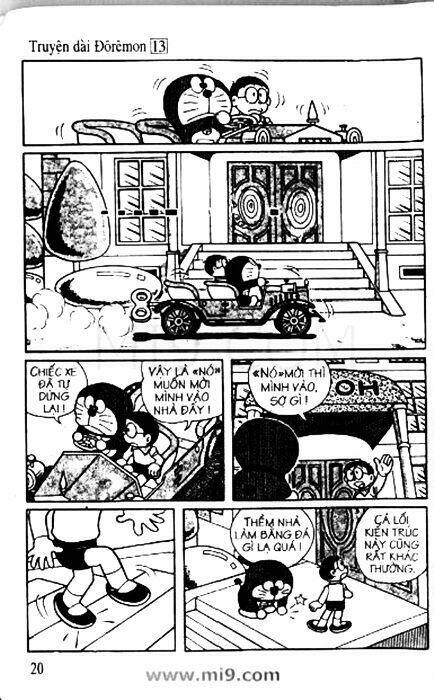 Truyện dài Đôrêmon 13
CHIẾC XE
ĐÃ TỰ
DỪNG
LẠI !
VẬY LÀ «NÓ»
MUỐN MỜI
MÌNH VÀO
NHÀ ĐẤY !
«NÓ» MỜI THÌ
MÌNH VÀO,
SỢ GÌ !
OH
THỀM NHÀ
LÀM BẰNG ĐÁ
GÌ LẠ QUÁ !
CẢ LỐI
KIẾN TRÚC
NÀY CŨNG
RẤT KHÁC
THƯỜNG.
20
www.mi9.com